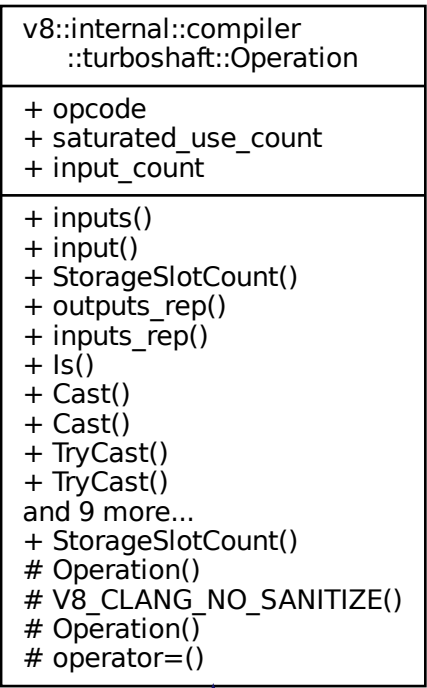 v8::internal::compiler
::turboshaft::Operation
+ opcode
+ saturated_use_count
+ input_count
+ inputs()
+ input()
+ StorageSlotCount()
+ outputs_rep()
+ inputs_rep()
+ Is()
+ Cast()
+ Cast()
+ TryCast()
+ TryCast()
and 9 more...
+ StorageSlotCount()
# Operation()
# V8_CLANG_NO_SANITIZE()
# Operation()
# operator=()